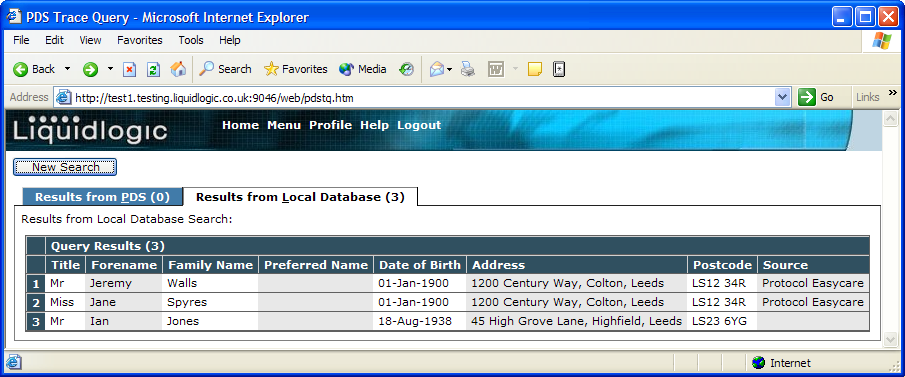 PDS Trace Query - Microsoft Internet Explorer
File Edit View Favorites Tools Help
Back Search Favorites Media
Address http://test1.testing.liquidlogic.co.uk:9046/web/pdstq.htm Go Links »
Liquidlogic Home Menu Profile Help Logout
New Search
Results from PDS (0) Results from Local Database (3)
Results from Local Database Search:
Query Results (3)
Title Forename Family Name Preferred Name Date of Birth Address Postcode Source
1 Mr Jeremy Walls 01-Jan-1900 1200 Century Way, Colton, Leeds LS12 34R Protocol Easycare
2 Miss Jane Spyres 01-Jan-1900 1200 Century Way, Colton, Leeds LS12 34R Protocol Easycare
3 Mr Ian Jones 18-Aug-1938 45 High Grove Lane, Highfield, Leeds LS23 6YG
Internet